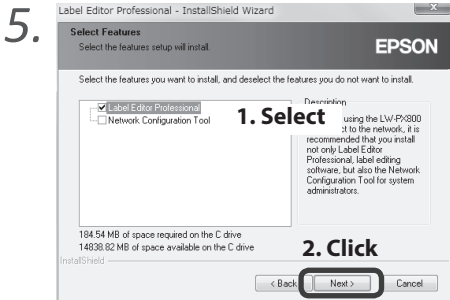 5.
Label Editor Professional - InstallShield Wizard
x
Select Features
Select the features setup will install.
EPSON
Select the features you want to install, and deselect the features you do not want to install.
Label Editor Professional
Network Configuration Tool
1. Select
Description
using the LW-PX800
ct to the network, it is
recommended that you install
not only Label Editor
Professional, label editing
software, but also the Network
Configuration Tool for system
administrators.
184.54 MB of space required on the C drive
14838.82 MB of space available on the C drive
2. Click
InstallShield
< Back
Next >
Cancel